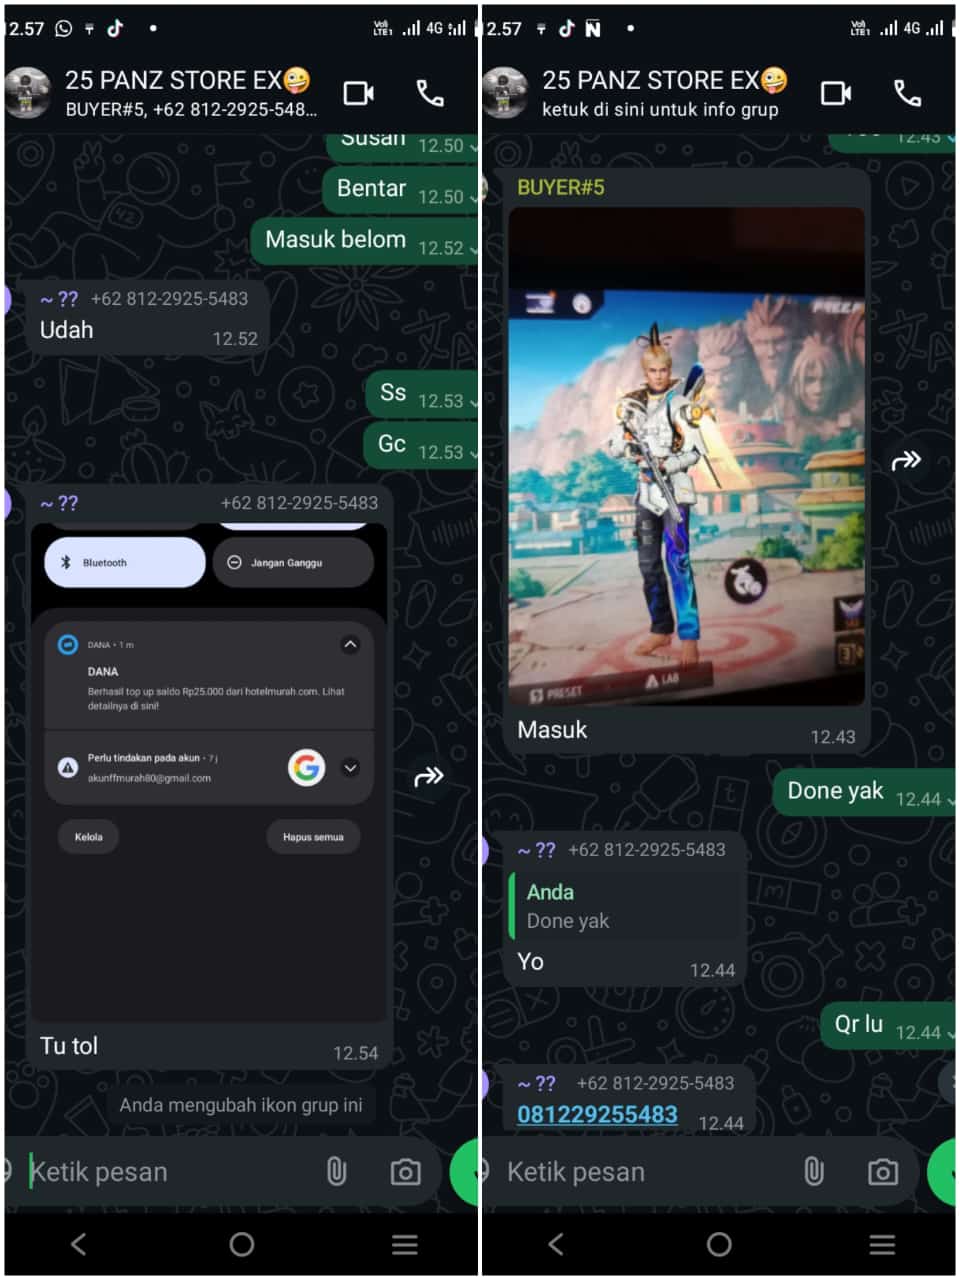 12.57
VoLTE1
4G
25 PANZ STORE EX🤪
BUYER#5, +62 812-2925-548...
Susan 12.50
Bentar 12.50
Masuk belom 12.52
~ ?? +62 812-2925-5483
Udah 12.52
Ss 12.53
Gc 12.53
~ ?? +62 812-2925-5483
Bluetooth
Jangan Ganggu
DANA • 1 m
DANA
Berhasil top up saldo Rp25.000 dari hotelmurah.com. Lihat
detailnya di sini!
Perlu tindakan pada akun • 7 j
akunffmurah80@gmail.com
Kelola
Hapus semua
Tu tol
12.54
Anda mengubah ikon grup ini
Ketik pesan
12.57
VoLTE1
4G
25 PANZ STORE EX🤪
ketuk di sini untuk info grup
12.43
BUYER#5
PRESET
LAB
Masuk
12.43
Done yak 12.44
~ ?? +62 812-2925-5483
Anda
Done yak
Yo
12.44
Qr lu 12.44
~ ?? +62 812-2925-5483
081229255483 12.44
Ketik pesan